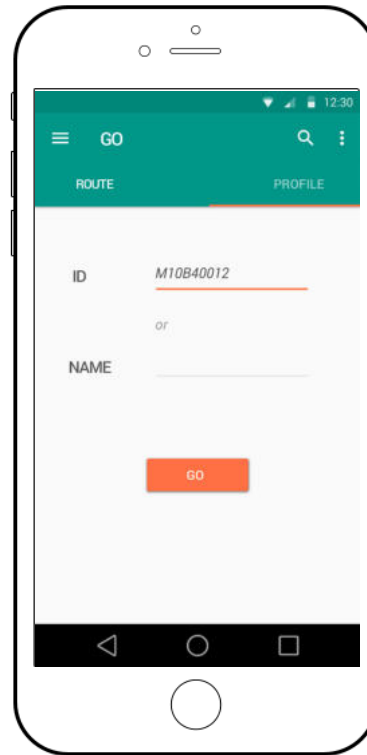 12:30
GO
ROUTE PROFILE
ID M10B40012
or
NAME
GO